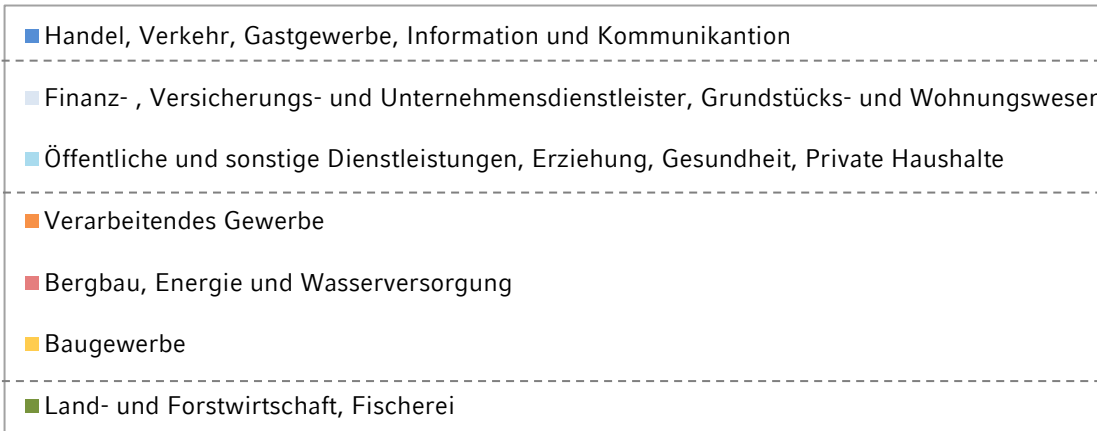 Handel, Verkehr, Gastgewerbe, Information und Kommunikantion
Finanz- , Versicherungs- und Unternehmensdienstleister, Grundstücks- und Wohnungswesen
Öffentliche und sonstige Dienstleistungen, Erziehung, Gesundheit, Private Haushalte
Verarbeitendes Gewerbe
Bergbau, Energie und Wasserversorgung
Baugewerbe
Land- und Forstwirtschaft, Fischerei